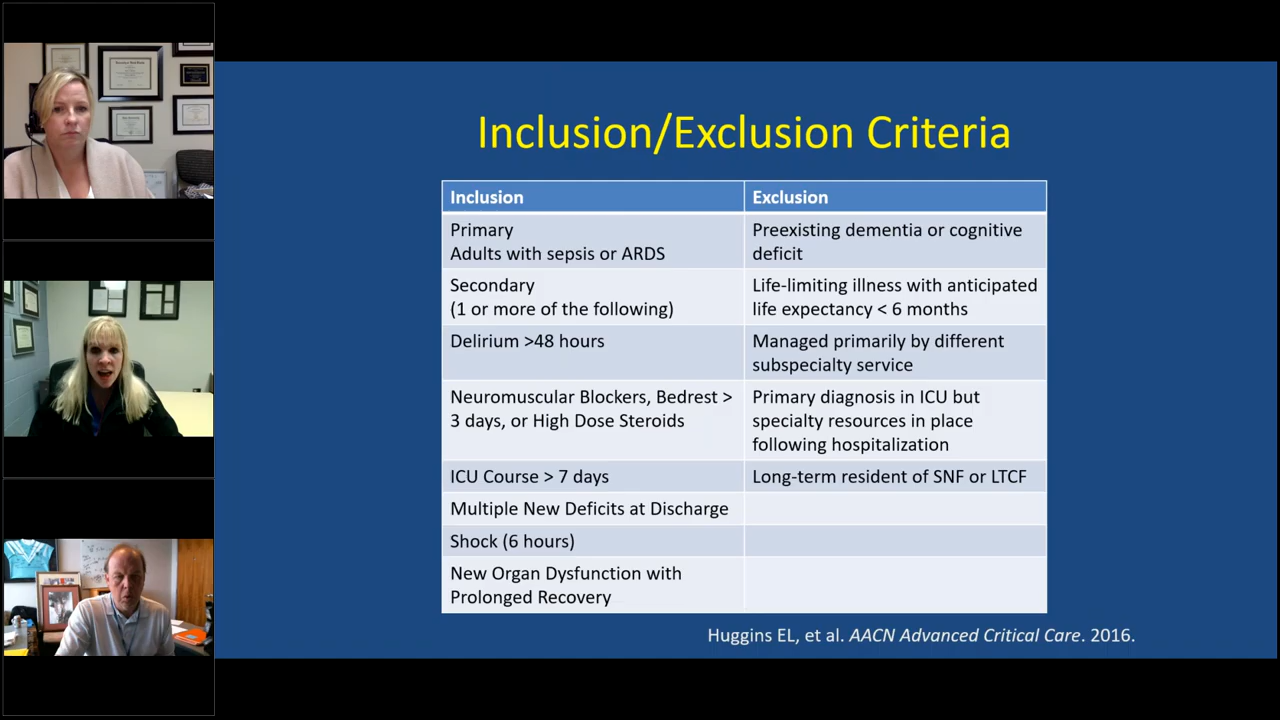 Inclusion/Exclusion Criteria
Inclusion
Exclusion
Primary
Adults with sepsis or ARDS
Preexisting dementia or cognitive
deficit
Secondary
(1 or more of the following)
Life-limiting illness with anticipated
life expectancy < 6 months
Delirium >48 hours
Managed primarily by different
subspecialty service
Neuromuscular Blockers, Bedrest >
3 days, or High Dose Steroids
Primary diagnosis in ICU but
specialty resources in place
following hospitalization
ICU Course > 7 days
Long-term resident of SNF or LTCF
Multiple New Deficits at Discharge
Shock (6 hours)
New Organ Dysfunction with
Prolonged Recovery
Huggins EL, et al. AACN Advanced Critical Care. 2016.